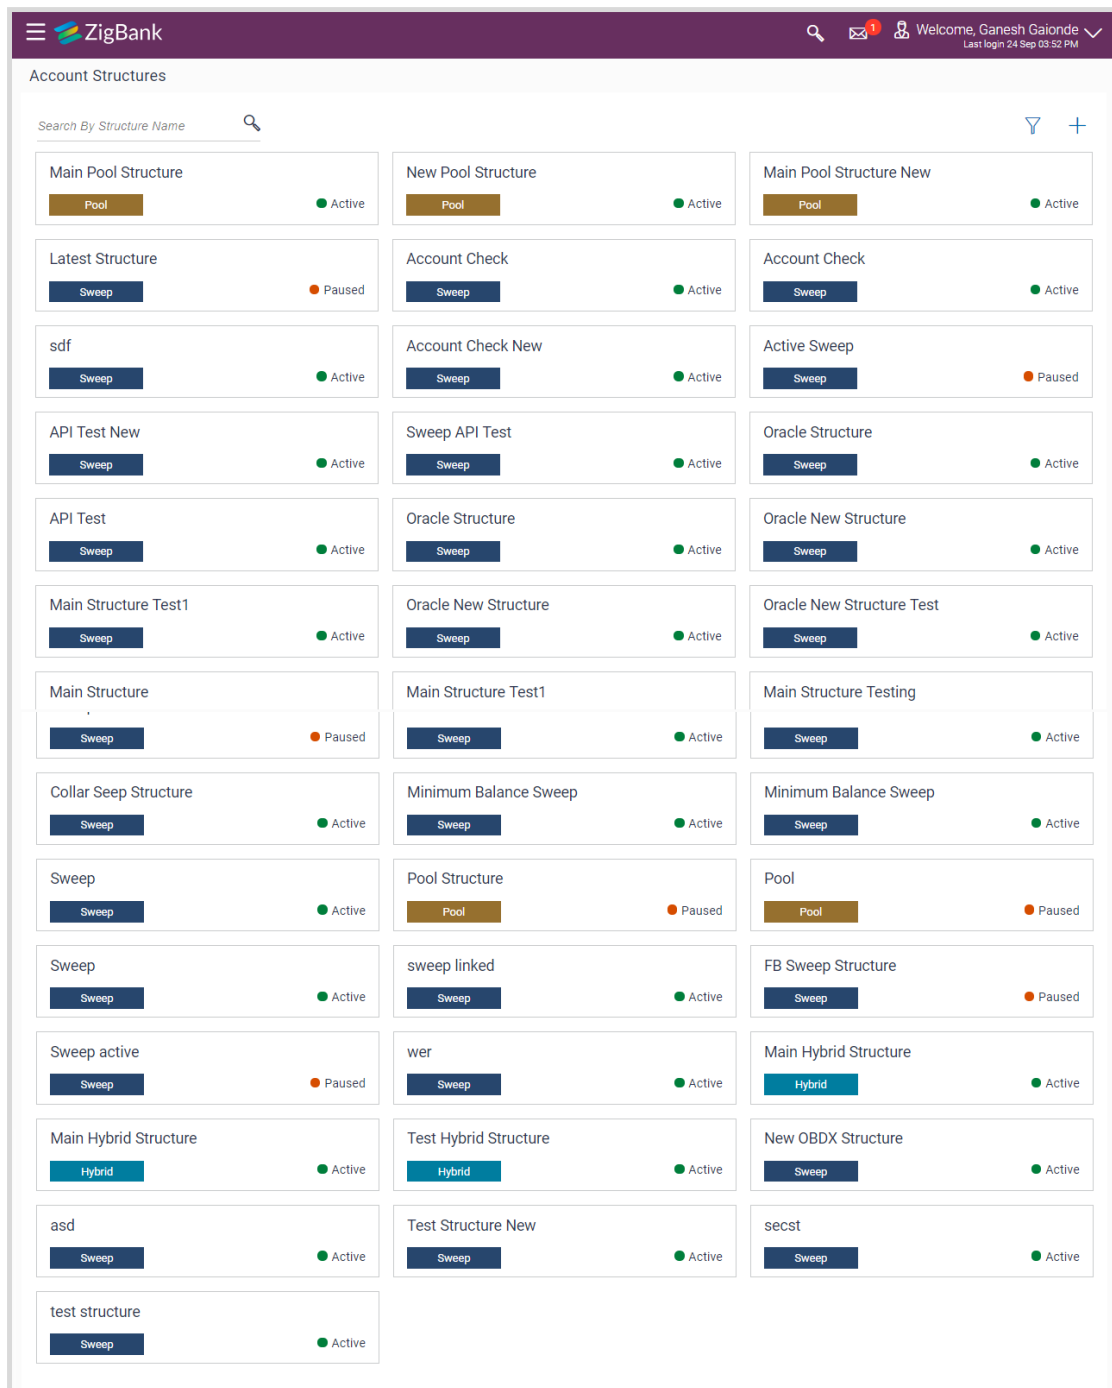 ZigBank
1
Welcome, Ganesh Gaionde
Last login 24 Sep 03:52 PM
Account Structures
Search By Structure Name
Main Pool Structure
Pool
Active
New Pool Structure
Pool
Active
Main Pool Structure New
Pool
Active
Latest Structure
Sweep
Paused
Account Check
Sweep
Active
Account Check
Sweep
Active
sdf
Sweep
Active
Account Check New
Sweep
Active
Active Sweep
Sweep
Paused
API Test New
Sweep
Active
Sweep API Test
Sweep
Active
Oracle Structure
Sweep
Active
API Test
Sweep
Active
Oracle Structure
Sweep
Active
Oracle New Structure
Sweep
Active
Main Structure Test1
Sweep
Active
Oracle New Structure
Sweep
Active
Oracle New Structure Test
Sweep
Active
Main Structure
Sweep
Paused
Main Structure Test1
Sweep
Active
Main Structure Testing
Sweep
Active
Collar Seep Structure
Sweep
Active
Minimum Balance Sweep
Sweep
Active
Minimum Balance Sweep
Sweep
Active
Sweep
Sweep
Active
Pool Structure
Pool
Paused
Pool
Pool
Paused
Sweep
Sweep
Active
sweep linked
Sweep
Active
FB Sweep Structure
Sweep
Paused
Sweep active
Sweep
Paused
wer
Sweep
Active
Main Hybrid Structure
Hybrid
Active
Main Hybrid Structure
Hybrid
Active
Test Hybrid Structure
Hybrid
Active
New OBDX Structure
Sweep
Active
asd
Sweep
Active
Test Structure New
Sweep
Active
secst
Sweep
Active
test structure
Sweep
Active